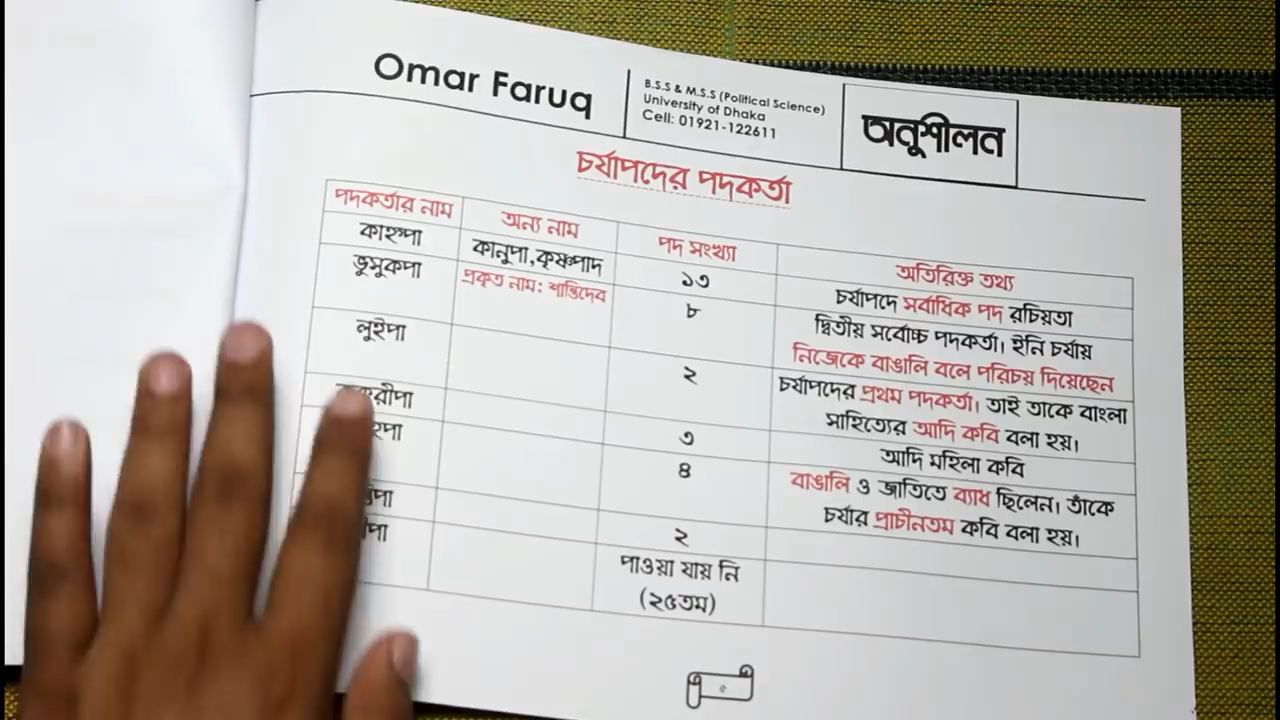 Omar Faruq
B.S.S & M.S.S (Political Science)
University of Dhaka
Cell: 01921-122611
অনুশীলন
চর্যাপদের পদকর্তা
পদকর্তার নাম অন্য নাম পদ সংখ্যা অতিরিক্ত তথ্য
কাহ্নপা কানুপা,কৃষ্ণপাদ ১৩ চর্যাপদে সর্বাধিক পদ রচিয়তা
ভুসুকপা প্রকৃত নাম: শান্তিদেব ৮ দ্বিতীয় সর্বোচ্চ পদকর্তা। ইনি চর্যায়
নিজেকে বাঙালি বলে পরিচয় দিয়েছেন
লুইপা ২ চর্যাপদের প্রথম পদকর্তা। তাই তাকে বাংলা
সাহিত্যের আদি কবি বলা হয়।
৩ আদি মহিলা কবি
৪ বাঙালি ও জাতিতে ব্যাধ ছিলেন। তাঁকে
চর্যার প্রাচীনতম কবি বলা হয়।
২
পাওয়া যায় নি
(২৫তম)
৫